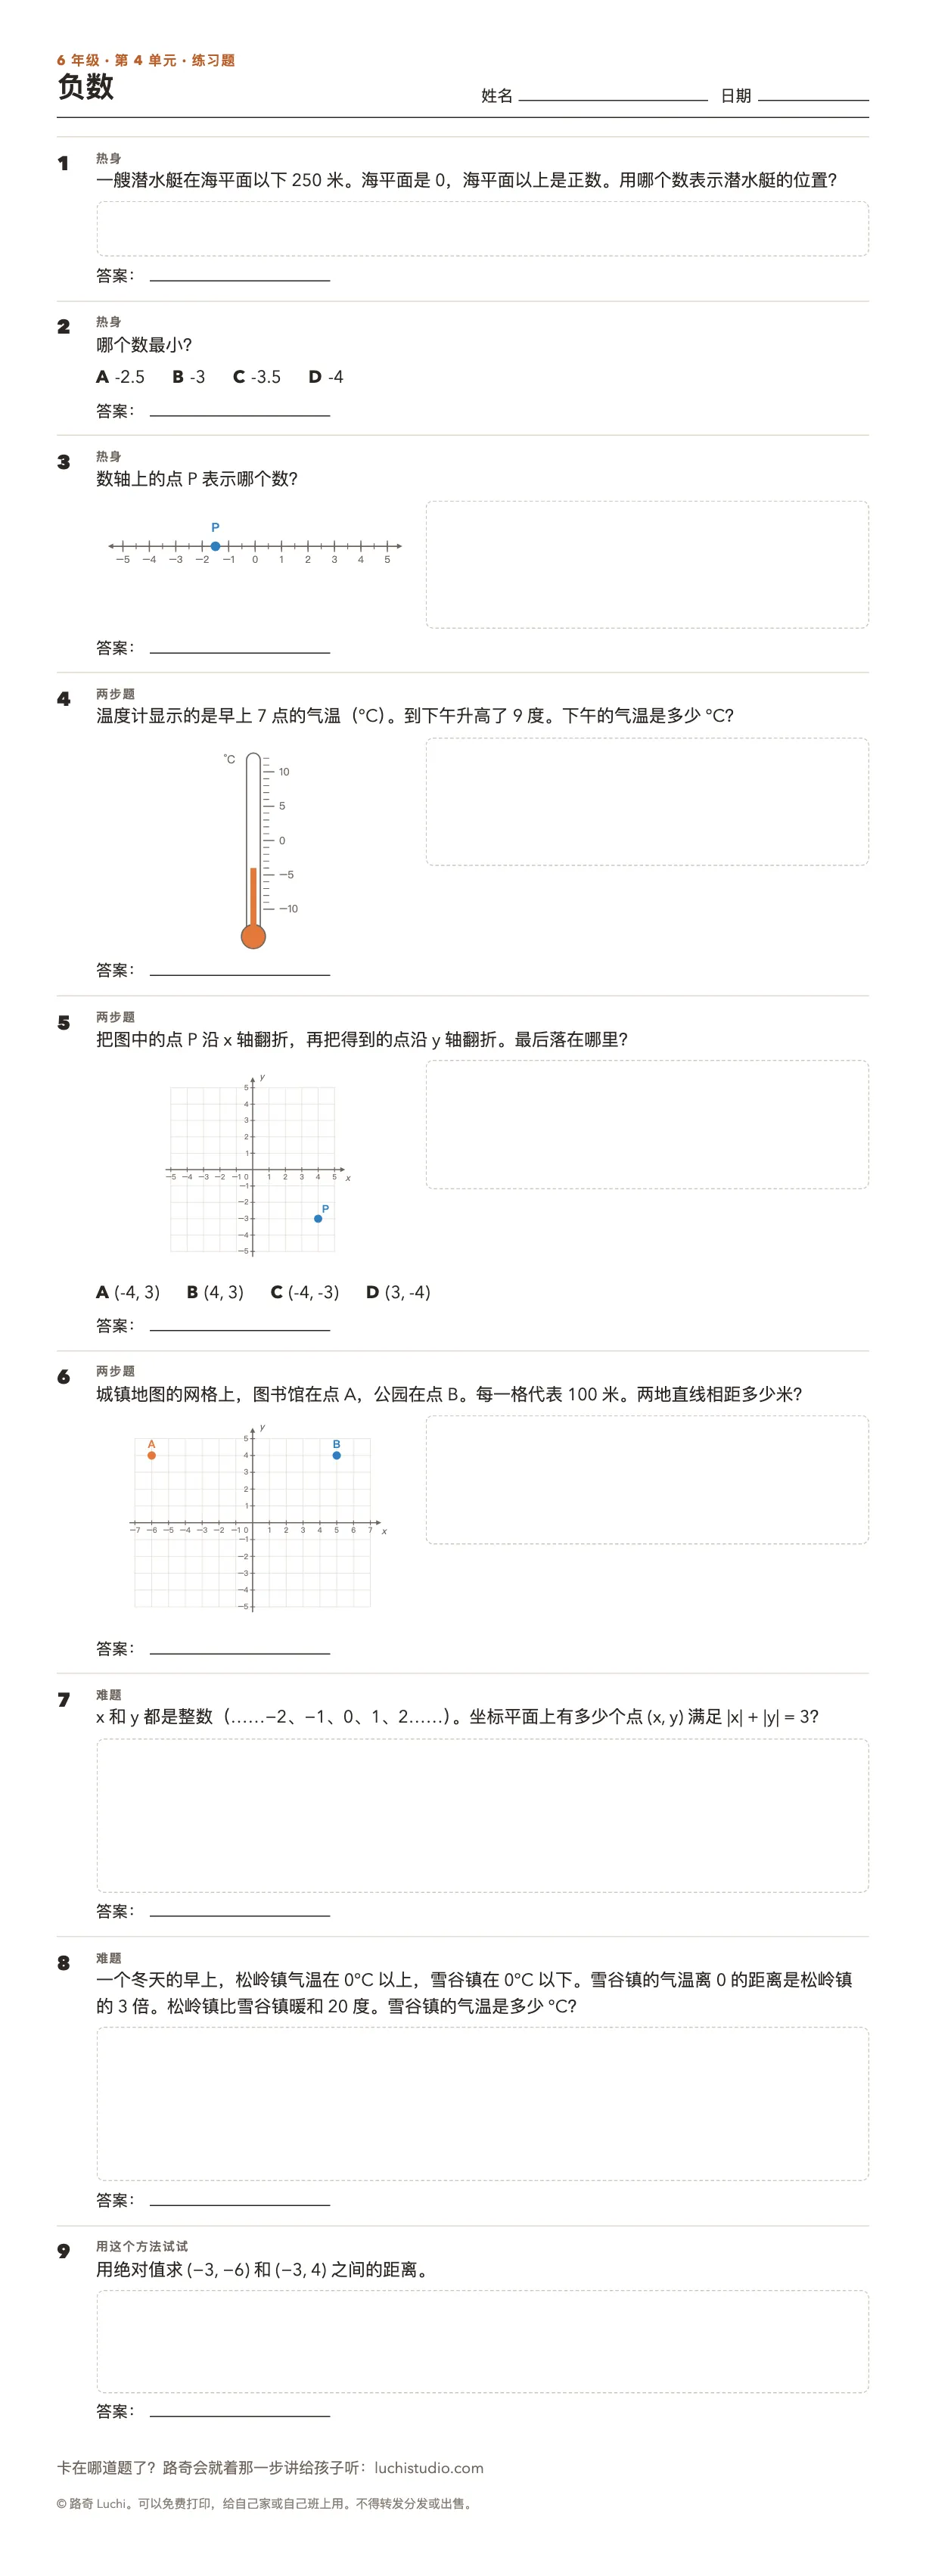 6 年级 · 第 4 单元 · 练习题
负数
姓名 日期
1
热身
一艘潜水艇在海平面以下 250 米。海平面是 0，海平面以上是正数。用哪个数表示潜水艇的位置？
答案：
2
热身
哪个数最小？
A -2.5 B -3 C -3.5 D -4
答案：
3
热身
数轴上的点 P 表示哪个数？
P
−5 −4 −3 −2 −1 0 1 2 3 4 5
答案：
4
两步题
温度计显示的是早上 7 点的气温（°C）。到下午升高了 9 度。下午的气温是多少 °C？
°C
10
5
0
−5
−10
答案：
5
两步题
把图中的点 P 沿 x 轴翻折，再把得到的点沿 y 轴翻折。最后落在哪里？
y
5
4
3
2
1
−5 −4 −3 −2 −1 0 1 2 3 4 5 x
−1
−2
P
−3
−4
−5
A (-4, 3) B (4, 3) C (-4, -3) D (3, -4)
答案：
6
两步题
城镇地图的网格上，图书馆在点 A，公园在点 B。每一格代表 100 米。两地直线相距多少米？
y
5
A B
4
3
2
1
−7 −6 −5 −4 −3 −2 −1 0 1 2 3 4 5 6 7 x
−1
−2
−3
−4
−5
答案：
7
难题
x 和 y 都是整数（……−2、−1、0、1、2……）。坐标平面上有多少个点 (x, y) 满足 |x| + |y| = 3？
答案：
8
难题
一个冬天的早上，松岭镇气温在 0°C 以上，雪谷镇在 0°C 以下。雪谷镇的气温离 0 的距离是松岭镇
的 3 倍。松岭镇比雪谷镇暖和 20 度。雪谷镇的气温是多少 °C？
答案：
9
用这个方法试试
用绝对值求 (−3, −6) 和 (−3, 4) 之间的距离。
答案：
卡在哪道题了？路奇会就着那一步讲给孩子听：luchistudio.com
© 路奇 Luchi。可以免费打印，给自己家或自己班上用。不得转发分发或出售。